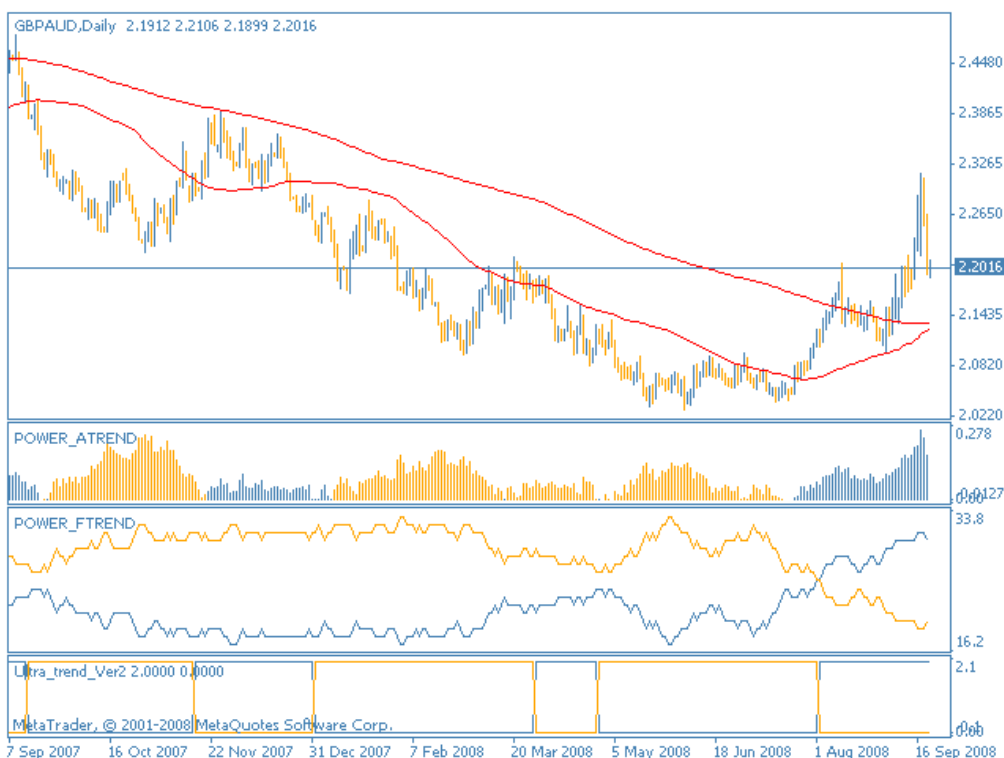 GBPAUD,Daily 2.1912 2.2106 2.1899 2.2016
2.4480
2.3865
2.3265
2.2650
2.2016
2.1435
2.0820
2.0220
POWER_ATREND
0.278
-0.0127
0.00
POWER_FTREND
33.8
16.2
Ultra_trend_Ver2 2.0000 0.0000
2.1
-0.1
0.00
MetaTrader, © 2001-2008 MetaQuotes Software Corp.
7 Sep 2007 16 Oct 2007 22 Nov 2007 31 Dec 2007 7 Feb 2008 20 Mar 2008 5 May 2008 18 Jun 2008 1 Aug 2008 16 Sep 2008